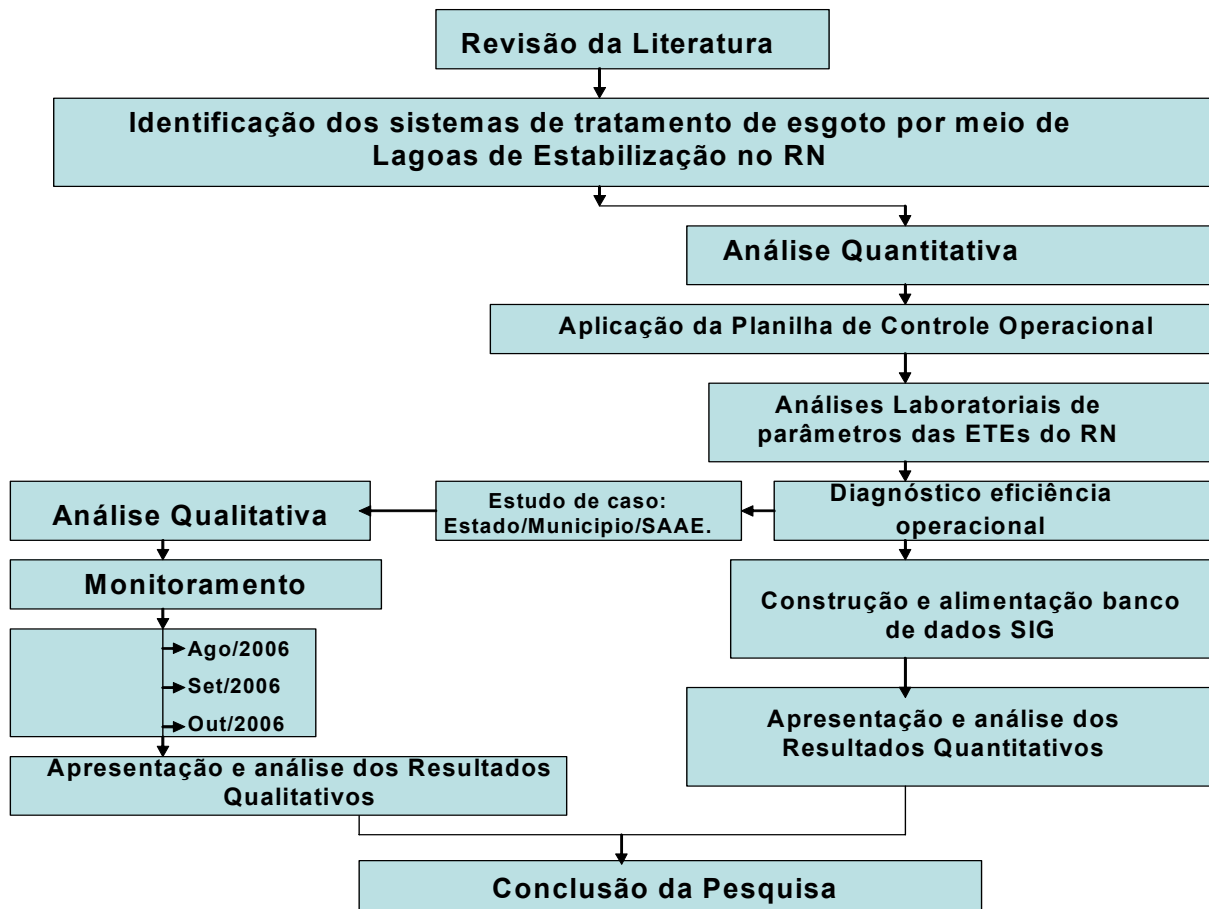 Revisão da Literatura
Identificação dos sistemas de tratamento de esgoto por meio de
Lagoas de Estabilização no RN
Análise Quantitativa
Aplicação da Planilha de Controle Operacional
Análises Laboratoriais de
parâmetros das ETEs do RN
Diagnóstico eficiência
operacional
Estudo de caso:
Estado/Municipio/SAAE.
Análise Qualitativa
Monitoramento
Ago/2006
Set/2006
Out/2006
Apresentação e análise dos Resultados
Qualitativos
Construção e alimentação banco
de dados SIG
Apresentação e análise dos
Resultados Quantitativos
Conclusão da Pesquisa